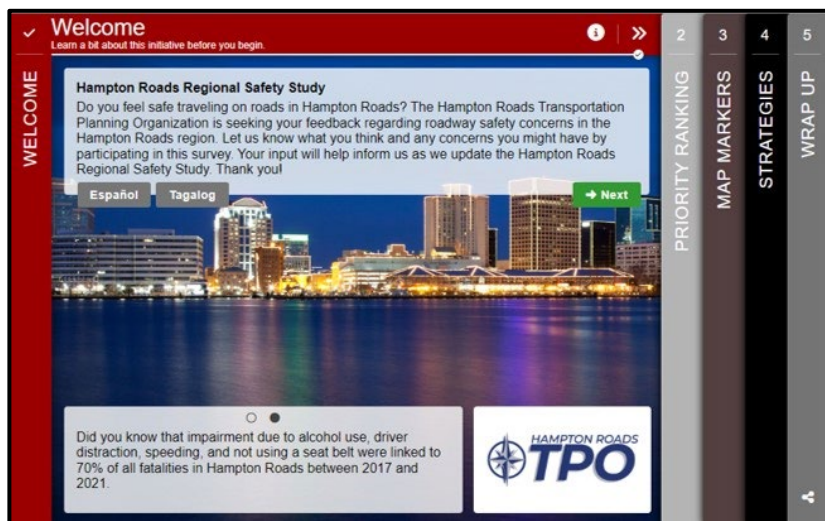 Welcome
Learn a bit about this initiative before you begin.
WELCOME
Hampton Roads Regional Safety Study
Do you feel safe traveling on roads in Hampton Roads? The Hampton Roads Transportation
Planning Organization is seeking your feedback regarding roadway safety concerns in the
Hampton Roads region. Let us know what you think and any concerns you might have by
participating in this survey. Your input will help inform us as we update the Hampton Roads
Regional Safety Study. Thank you!
Español
Tagalog
Next
Did you know that impairment due to alcohol use, driver
distraction, speeding, and not using a seat belt were linked to
70% of all fatalities in Hampton Roads between 2017 and
2021.
HAMPTON ROADS
TPO
2
PRIORITY RANKING
3
MAP MARKERS
4
STRATEGIES
5
WRAP UP